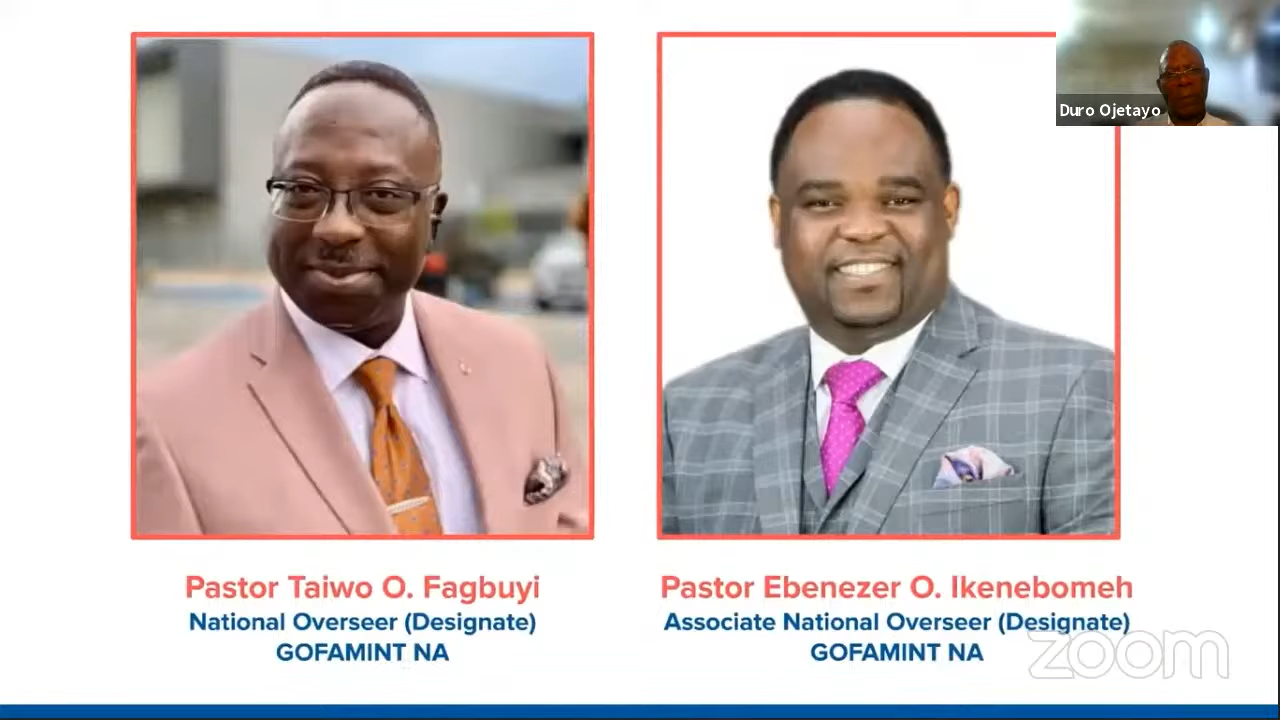 Duro Ojetayo
Pastor Taiwo O. Fagbuyi
National Overseer (Designate)
GOFAMINT NA
Pastor Ebenezer O. Ikenebomeh
Associate National Overseer (Designate)
GOFAMINT NA
zoom